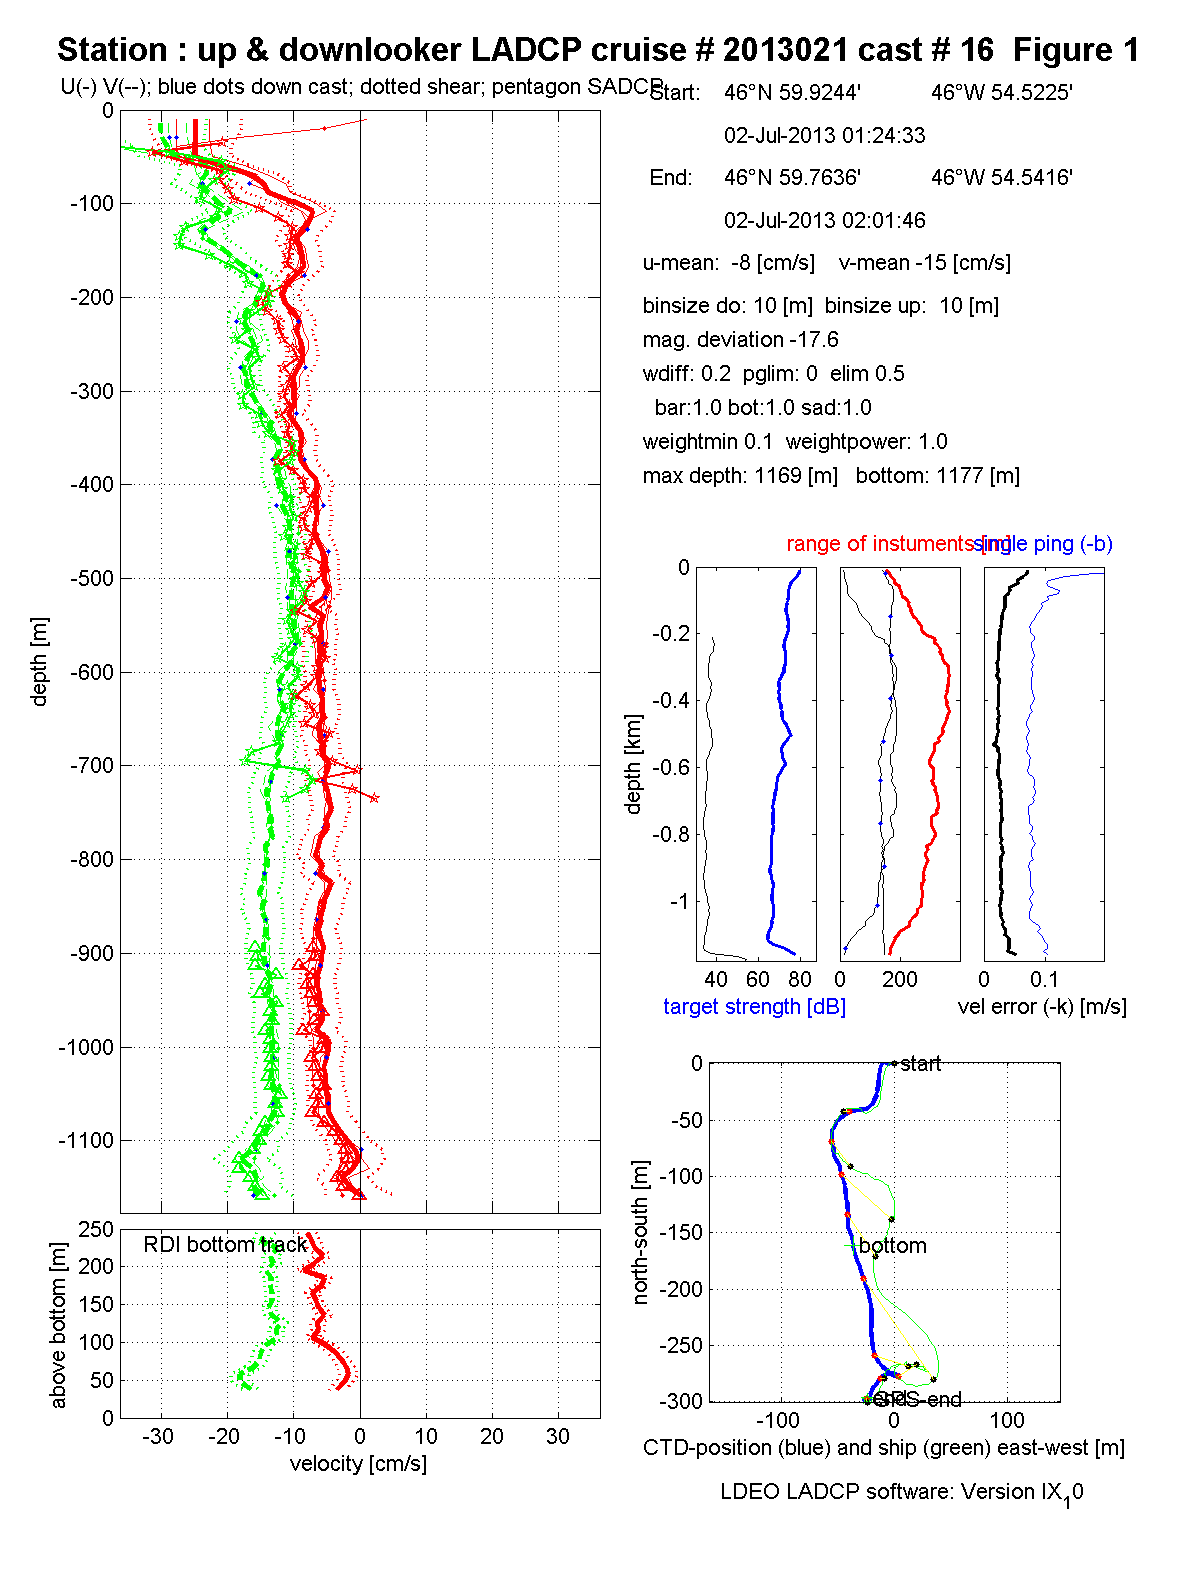 Station : up & downlooker LADCP cruise # 2013021 cast # 16 Figure 1
U(-) V(--); blue dots down cast; dotted shear; pentagon SADCP
Start: 46°N 59.9244' 46°W 54.5225'
02-Jul-2013 01:24:33
End: 46°N 59.7636' 46°W 54.5416'
02-Jul-2013 02:01:46
u-mean: -8 [cm/s] v-mean -15 [cm/s]
binsize do: 10 [m] binsize up: 10 [m]
mag. deviation -17.6
wdiff: 0.2 pglim: 0 elim 0.5
bar:1.0 bot:1.0 sad:1.0
weightmin 0.1 weightpower: 1.0
max depth: 1169 [m] bottom: 1177 [m]
0
-100
-200
-300
-400
-500
-600
-700
-800
-900
-1000
-1100
depth [m]
RDI bottom track
250
200
150
100
50
0
above bottom [m]
-30 -20 -10 0 10 20 30
velocity [cm/s]
range of instuments [m]
single ping (-b)
0
-0.2
-0.4
-0.6
-0.8
-1
depth [km]
40 60 80
0 200
0 0.1
target strength [dB]
vel error (-k) [m/s]
0
-50
-100
-150
-200
-250
-300
north-south [m]
start
bottom
end
GPS-end
-100 0 100
CTD-position (blue) and ship (green) east-west [m]
LDEO LADCP software: Version IX10